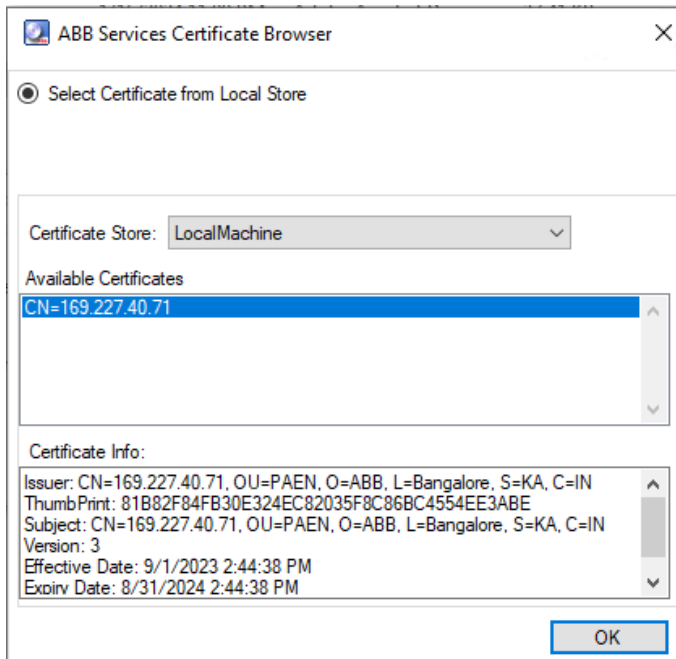 ABB Services Certificate Browser
Select Certificate from Local Store
Certificate Store: LocalMachine
Available Certificates
CN=169.227.40.71
Certificate Info:
Issuer: CN=169.227.40.71, OU=PAEN, O=ABB, L=Bangalore, S=KA, C=IN
ThumbPrint: 81B82F84FB30E324EC82035F8C86BC4554EE3ABE
Subject: CN=169.227.40.71, OU=PAEN, O=ABB, L=Bangalore, S=KA, C=IN
Version: 3
Effective Date: 9/1/2023 2:44:38 PM
Expiry Date: 8/31/2024 2:44:38 PM
OK